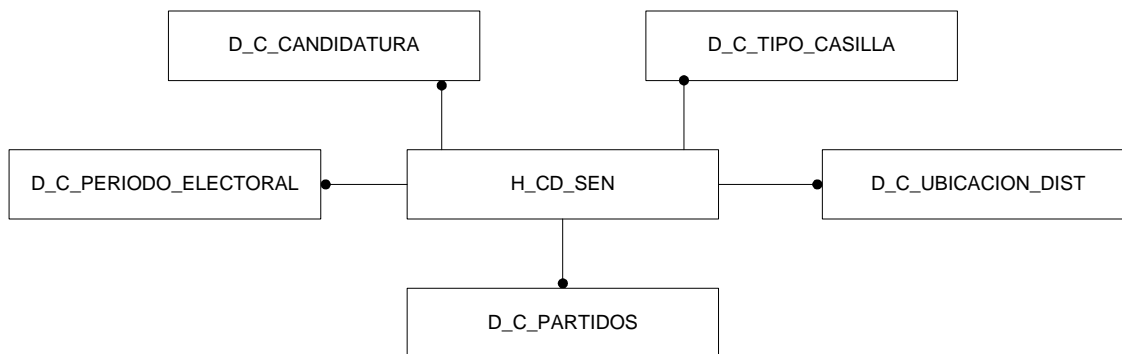 D_C_CANDIDATURA
D_C_TIPO_CASILLA
D_C_PERIODO_ELECTORAL
H_CD_SEN
D_C_UBICACION_DIST
D_C_PARTIDOS